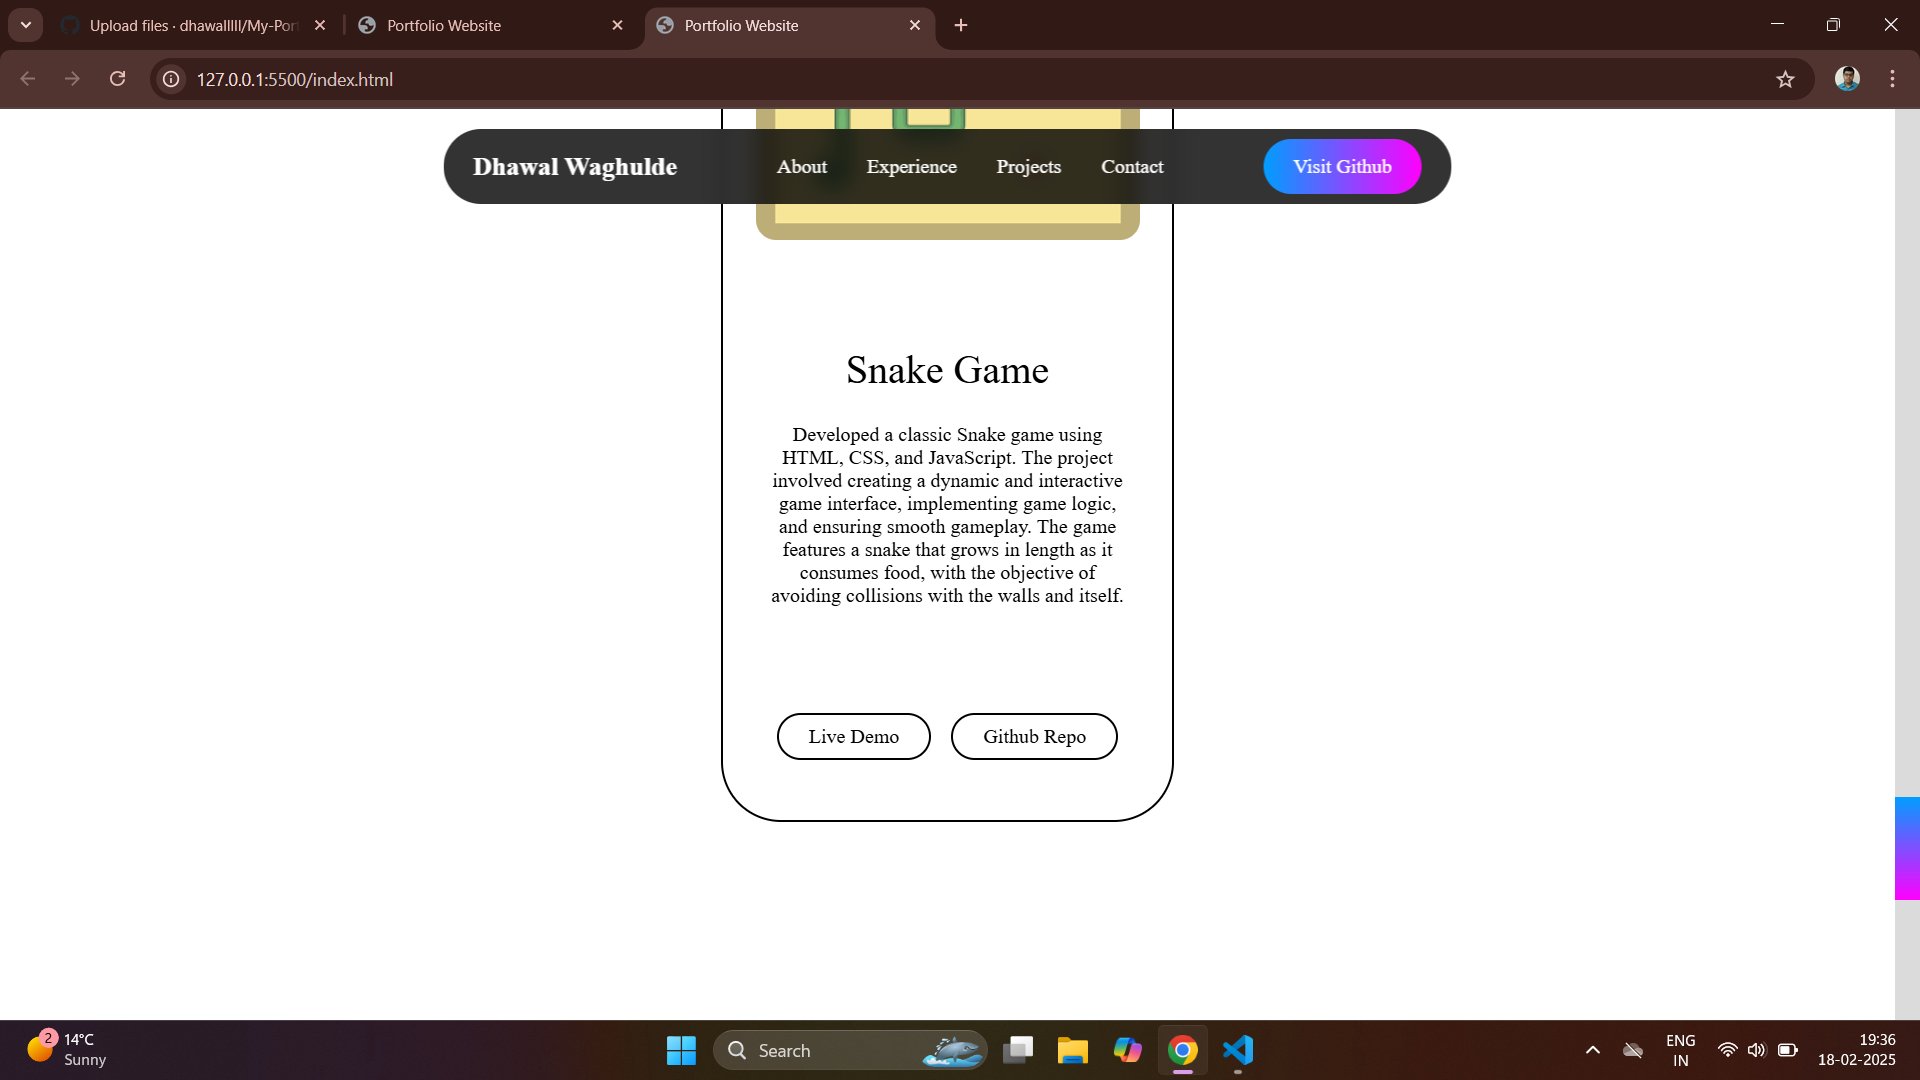 Upload files · dhawalllll/My-Por
Portfolio Website
Portfolio Website
127.0.0.1:5500/index.html
Dhawal Waghulde
About
Experience
Projects
Contact
Visit Github
Snake Game
Developed a classic Snake game using
HTML, CSS, and JavaScript. The project
involved creating a dynamic and interactive
game interface, implementing game logic,
and ensuring smooth gameplay. The game
features a snake that grows in length as it
consumes food, with the objective of
avoiding collisions with the walls and itself.
Live Demo
Github Repo
2
14°C
Sunny
Search
ENG
IN
19:36
18-02-2025